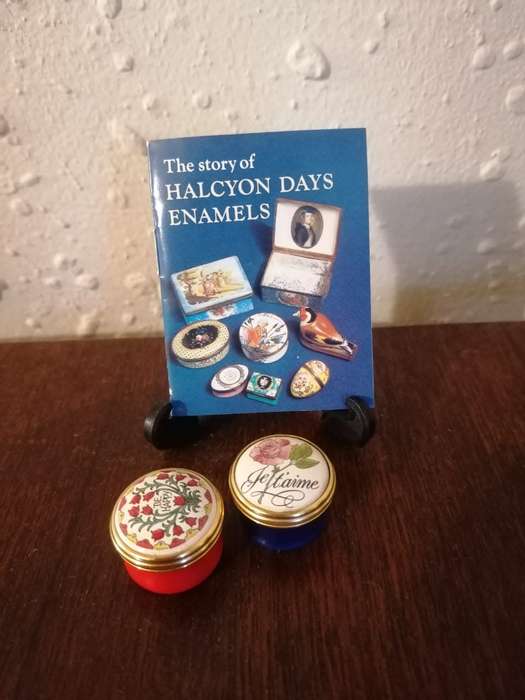 The story of
HALCYON DAYS
ENAMELS
Je t'aime